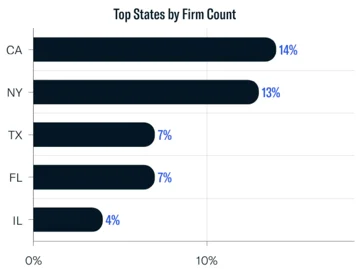 Top States by Firm Count
CA 14%
NY 13%
TX 7%
FL 7%
IL 4%
0% 10%